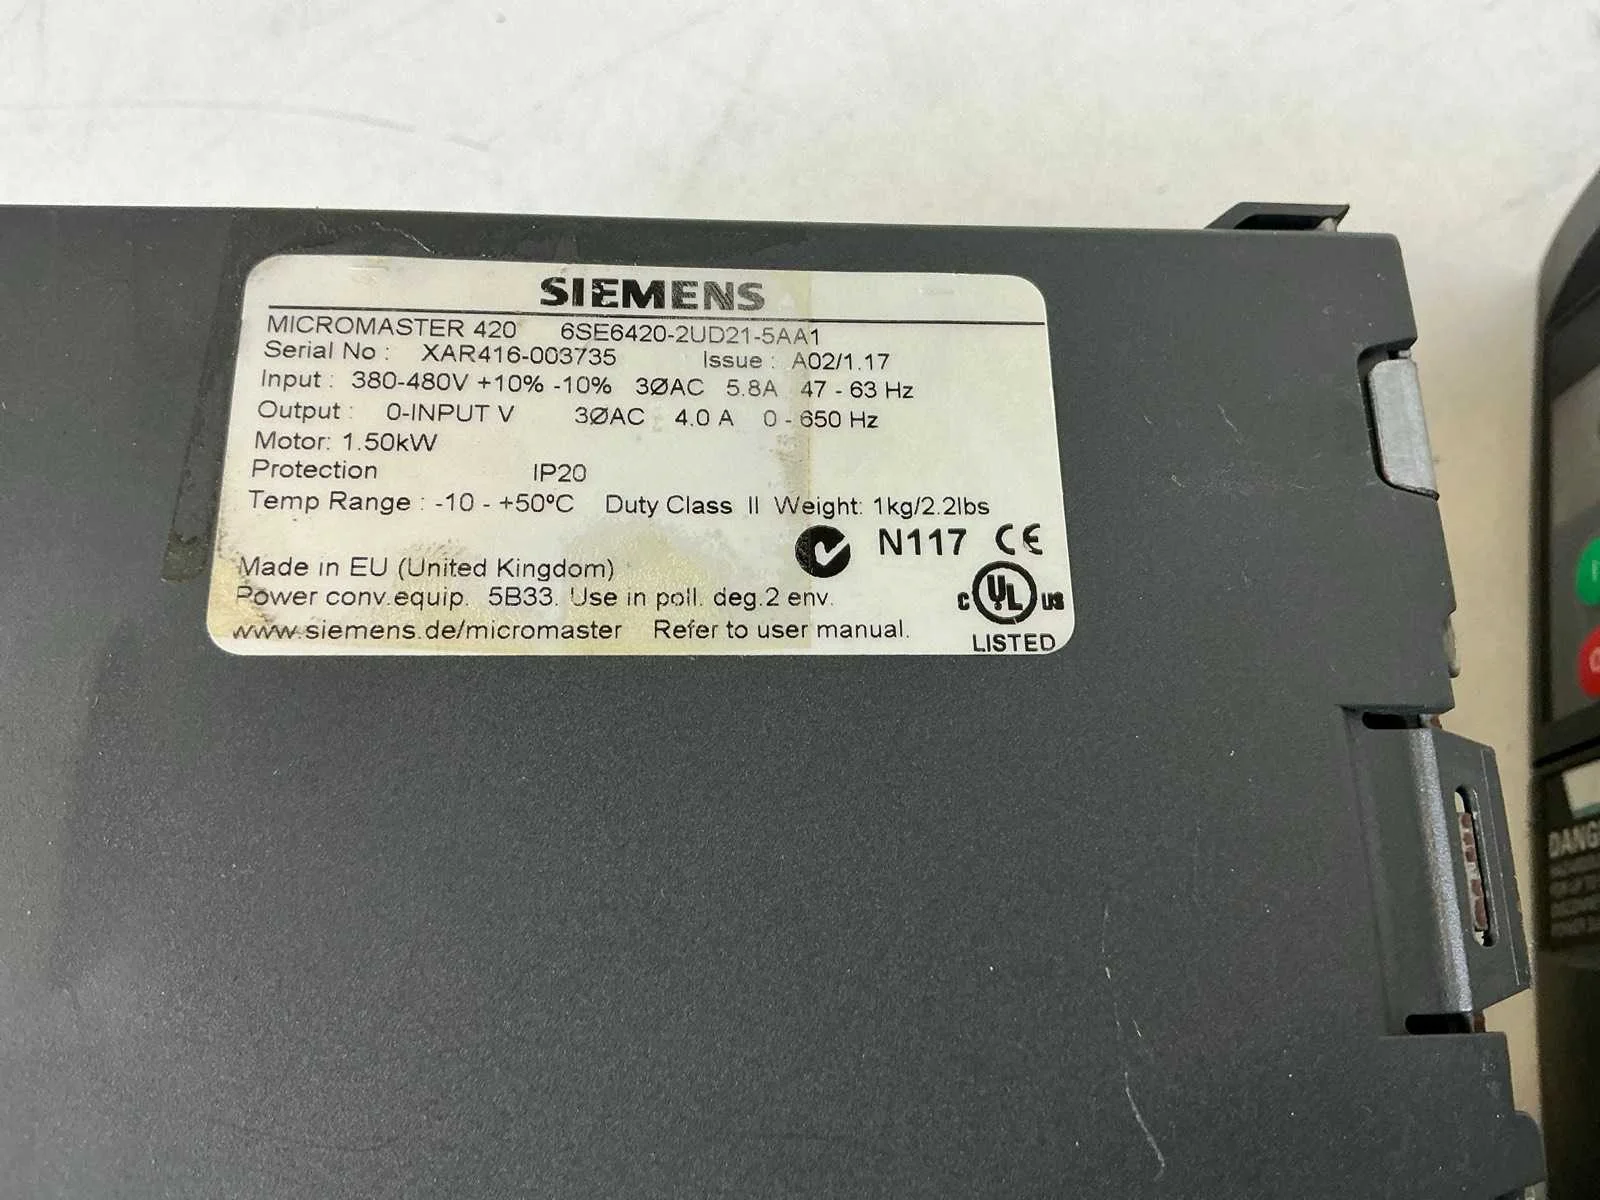 SIEMENS
MICROMASTER 420 6SE6420-2UD21-5AA1
Serial No : XAR416-003735 Issue : A02/1.17
Input : 380-480V +10% -10% 3ØAC 5.8A 47 - 63 Hz
Output : 0-INPUT V 3ØAC 4.0 A 0 - 650 Hz
Motor: 1.50kW
Protection IP20
Temp Range : -10 - +50ºC Duty Class II Weight: 1kg/2.2lbs
N117 CE
Made in EU (United Kingdom)
Power conv.equip. 5B33. Use in poll. deg.2 env.
c UL us
www.siemens.de/micromaster Refer to user manual.
LISTED